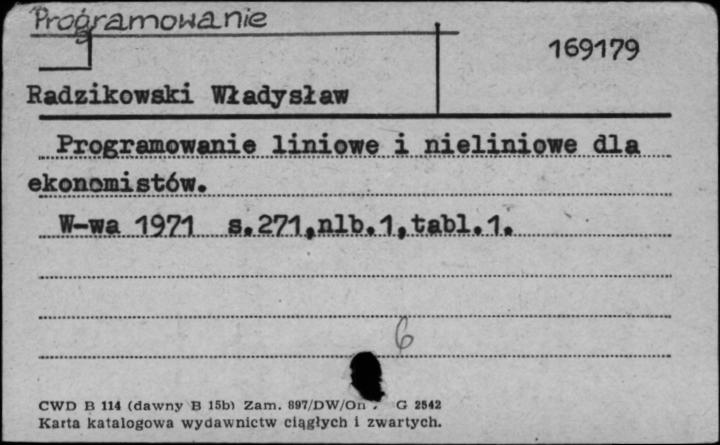 Programowanie
169179
Radzikowski Władysław
Programowanie liniowe i nieliniowe dla
ekonomistów.
W-wa 1971 s.271,nlb.1,tabl.1.
6
CWD B 114 (dawny B 15b) Zam. 897/DW/On . G 2542
Karta katalogowa wydawnictw ciągłych i zwartych.